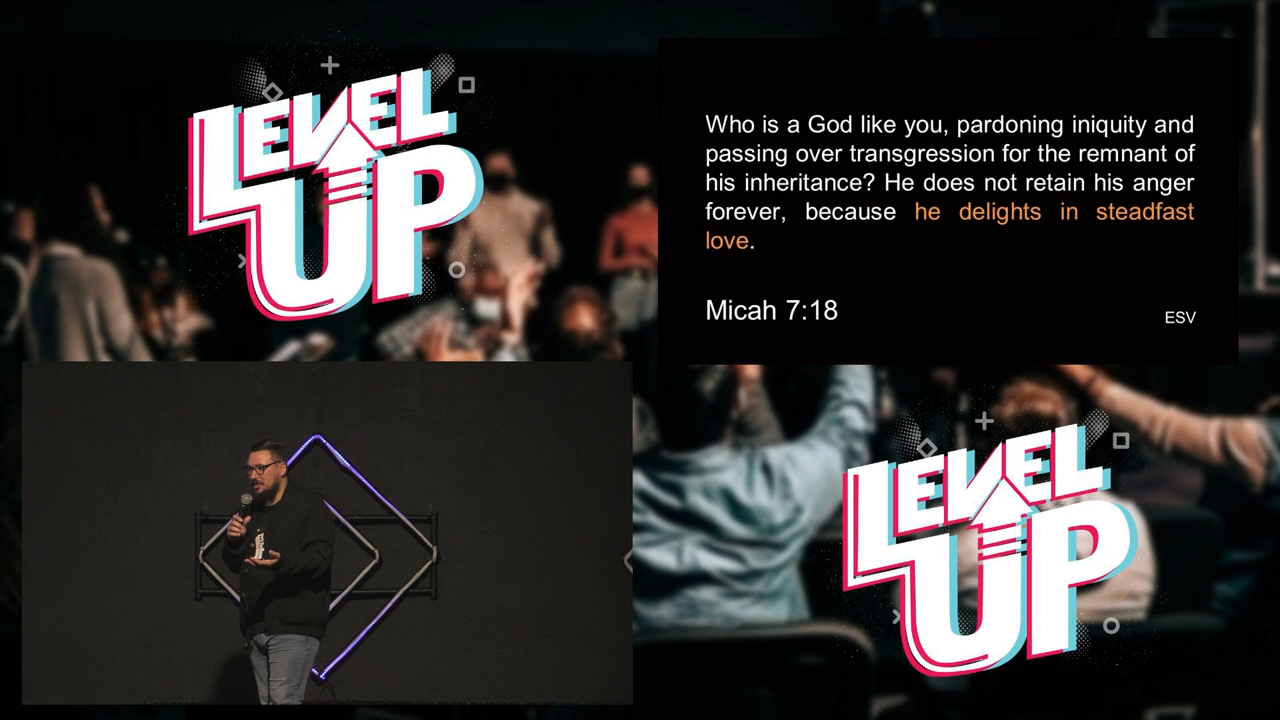 LEVEL
UP
Who is a God like you, pardoning iniquity and
passing over transgression for the remnant of
his inheritance? He does not retain his anger
forever, because he delights in steadfast
love.
Micah 7:18
ESV
LEVEL
UP